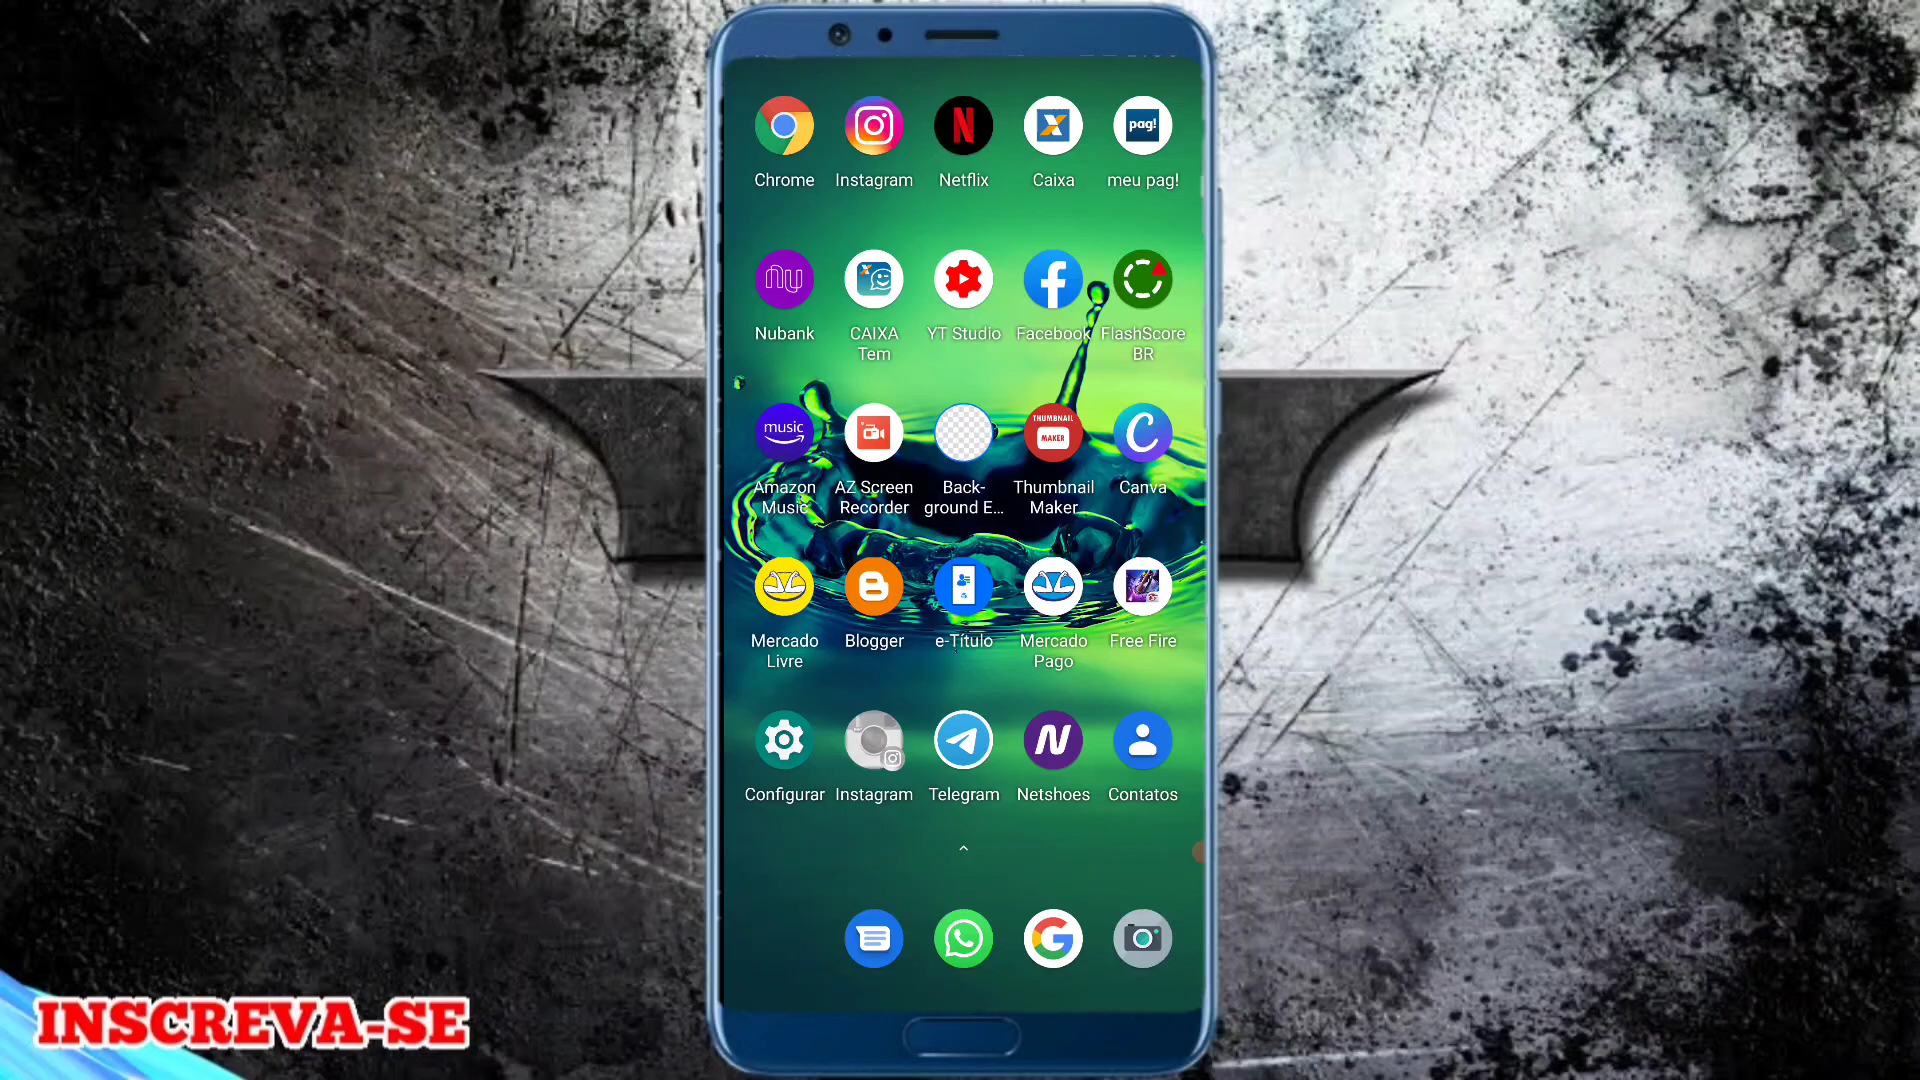 Chrome Instagram Netflix Caixa meu pag!
pag!
Nubank CAIXA Tem YT Studio Facebook FlashScore BR
music
THUMBNAIL
MAKER
Amazon Music AZ Screen Recorder Back-ground E... Thumbnail Maker Canva
Mercado Livre Blogger e-Título Mercado Pago Free Fire
Configurar Instagram Telegram Netshoes Contatos
INSCREVA-SE